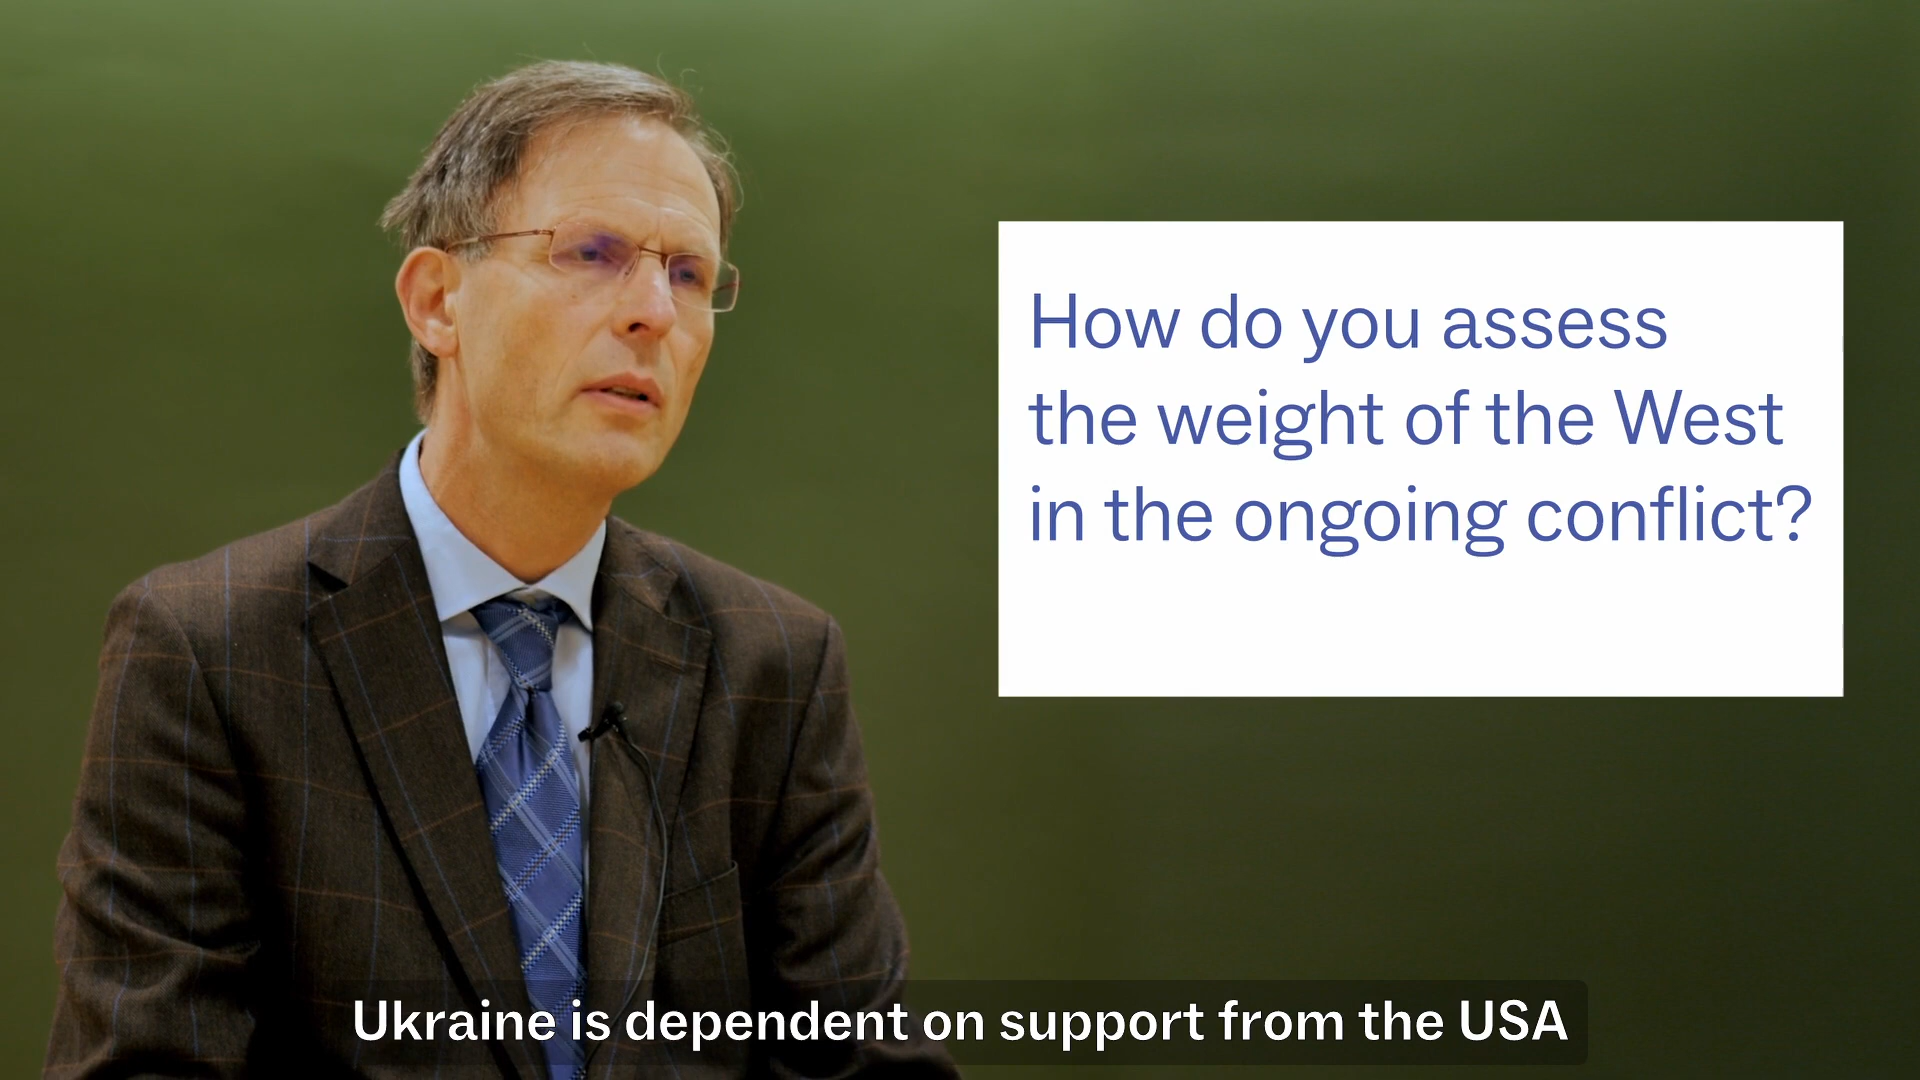 How do you assess
the weight of the West
in the ongoing conflict?
Ukraine is dependent on support from the USA